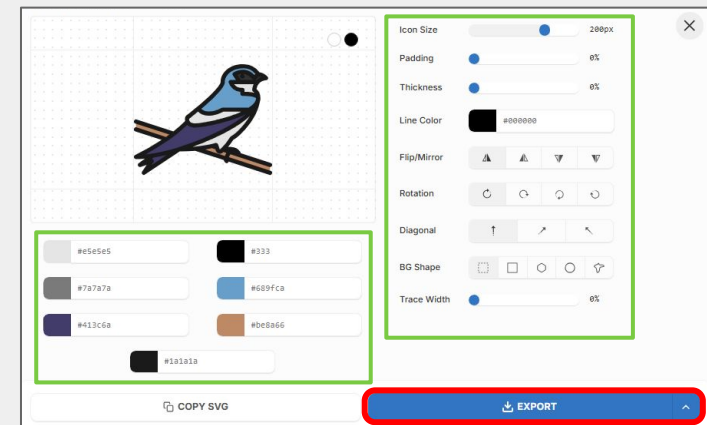 Icon Size 200px
Padding 0%
Thickness 0%
Line Color #000000
Flip/Mirror
Rotation
Diagonal
BG Shape
Trace Width 0%
#e5e5e5 #333
#7a7a7a #689fca
#413c6a #be8a66
#1a1a1a
COPY SVG EXPORT